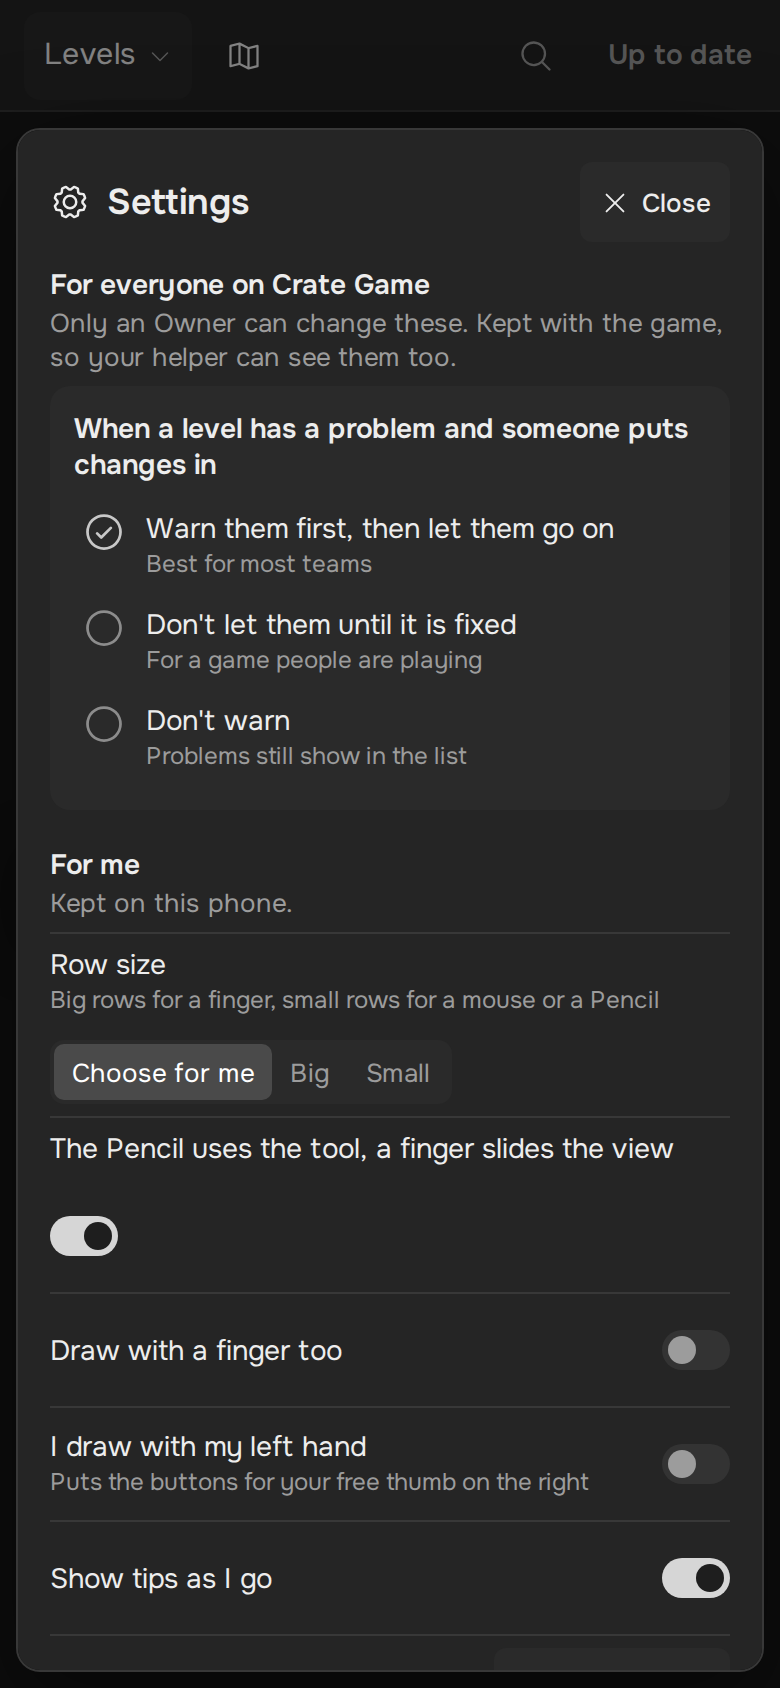 Levels
Up to date
Settings
Close
For everyone on Crate Game
Only an Owner can change these. Kept with the game,
so your helper can see them too.
When a level has a problem and someone puts
changes in
Warn them first, then let them go on
Best for most teams
Don't let them until it is fixed
For a game people are playing
Don't warn
Problems still show in the list
For me
Kept on this phone.
Row size
Big rows for a finger, small rows for a mouse or a Pencil
Choose for me
Big
Small
The Pencil uses the tool, a finger slides the view
Draw with a finger too
I draw with my left hand
Puts the buttons for your free thumb on the right
Show tips as I go